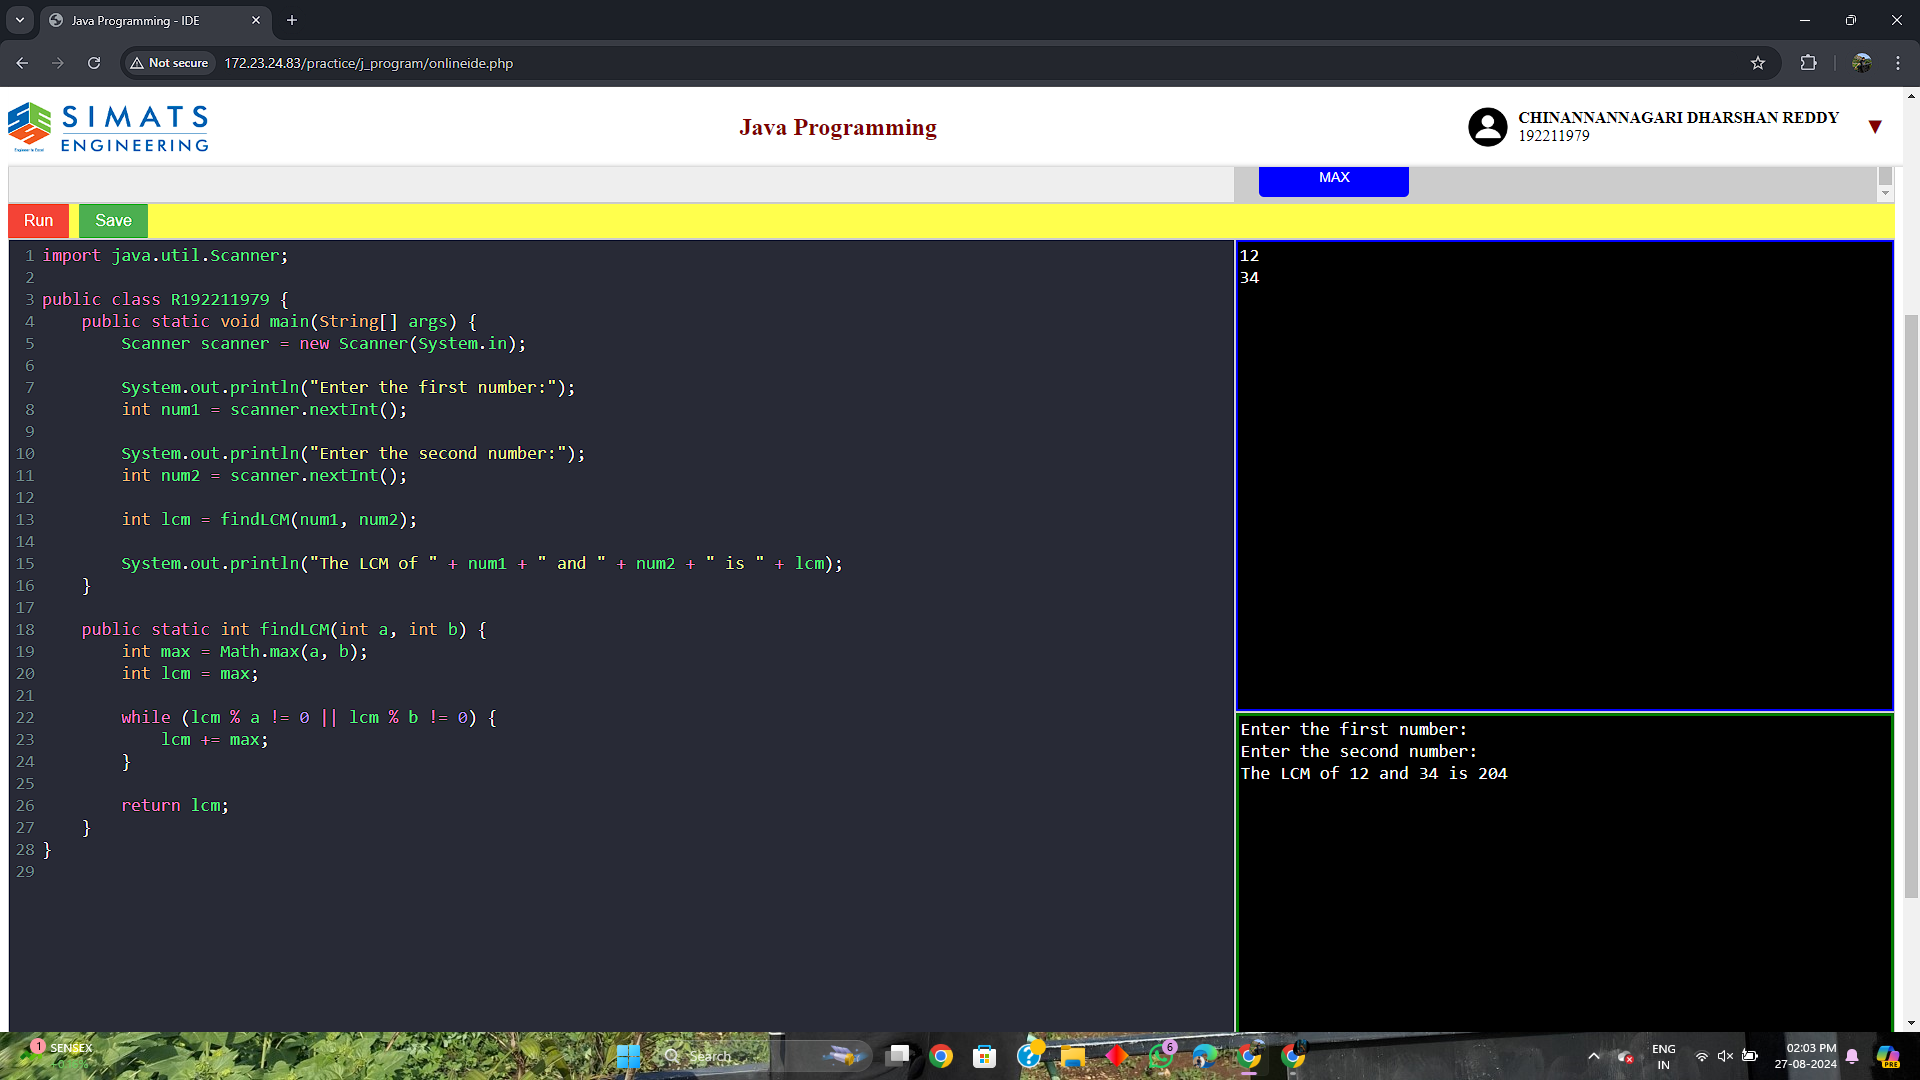 Java Programming - IDE
Not secure
172.23.24.83/practice/j_program/onlineide.php
SIMATS
ENGINEERING
Java Programming
CHINANNANNAGARI DHARSHAN REDDY
192211979
MAX
Run
Save
1 import java.util.Scanner;
2
3 public class R192211979 {
4     public static void main(String[] args) {
5         Scanner scanner = new Scanner(System.in);
6
7         System.out.println("Enter the first number:");
8         int num1 = scanner.nextInt();
9
10         System.out.println("Enter the second number:");
11         int num2 = scanner.nextInt();
12
13         int lcm = findLCM(num1, num2);
14
15         System.out.println("The LCM of " + num1 + " and " + num2 + " is " + lcm);
16     }
17
18     public static int findLCM(int a, int b) {
19         int max = Math.max(a, b);
20         int lcm = max;
21
22         while (lcm % a != 0 || lcm % b != 0) {
23             lcm += max;
24         }
25
26         return lcm;
27     }
28 }
29
12
34
Enter the first number:
Enter the second number:
The LCM of 12 and 34 is 204
1
SENSEX
Search
6
ENG
IN
02:03 PM
27-08-2024
PRE